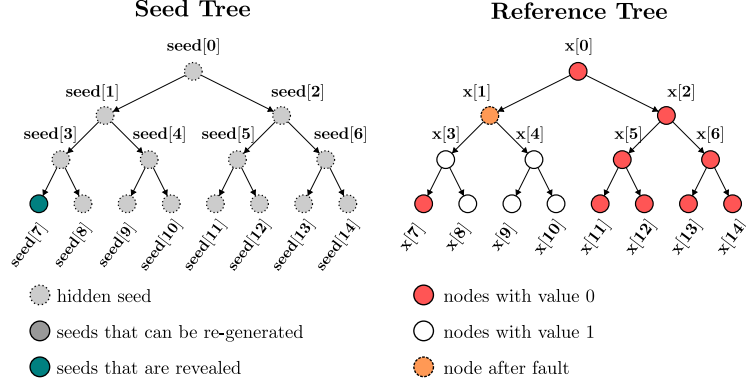 Seed Tree
seed[0]
seed[1]
seed[2]
seed[3]
seed[4]
seed[5]
seed[6]
seed[7]
seed[8]
seed[9]
seed[10]
seed[11]
seed[12]
seed[13]
seed[14]
hidden seed
seeds that can be re-generated
seeds that are revealed
Reference Tree
x[0]
x[1]
x[2]
x[3]
x[4]
x[5]
x[6]
x[7]
x[8]
x[9]
x[10]
x[11]
x[12]
x[13]
x[14]
nodes with value 0
nodes with value 1
node after fault